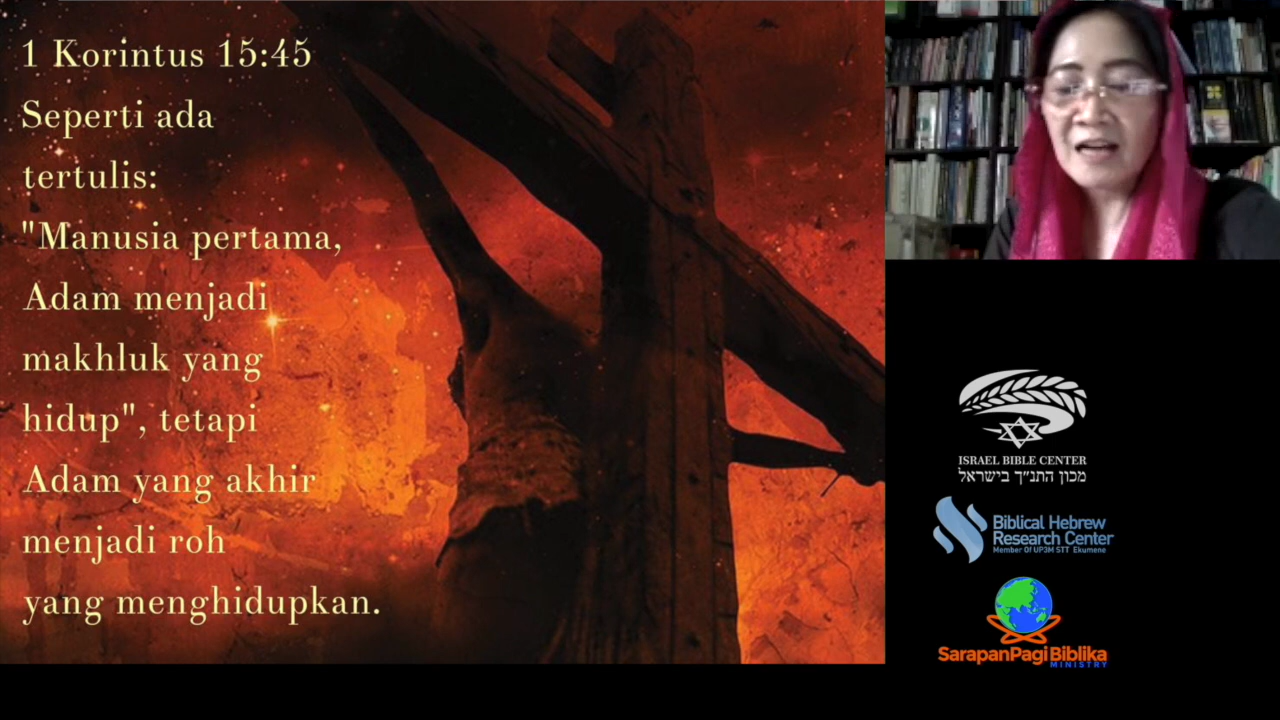 1 Korintus 15:45
Seperti ada
tertulis:
"Manusia pertama,
Adam menjadi
makhluk yang
hidup", tetapi
Adam yang akhir
menjadi roh
yang menghidupkan.
ISRAEL BIBLE CENTER
מכון התנ״ך בישראל
Biblical Hebrew
Research Center
Member Of UP3M STT Ekumene
SarapanPagi Biblika
MINISTRY